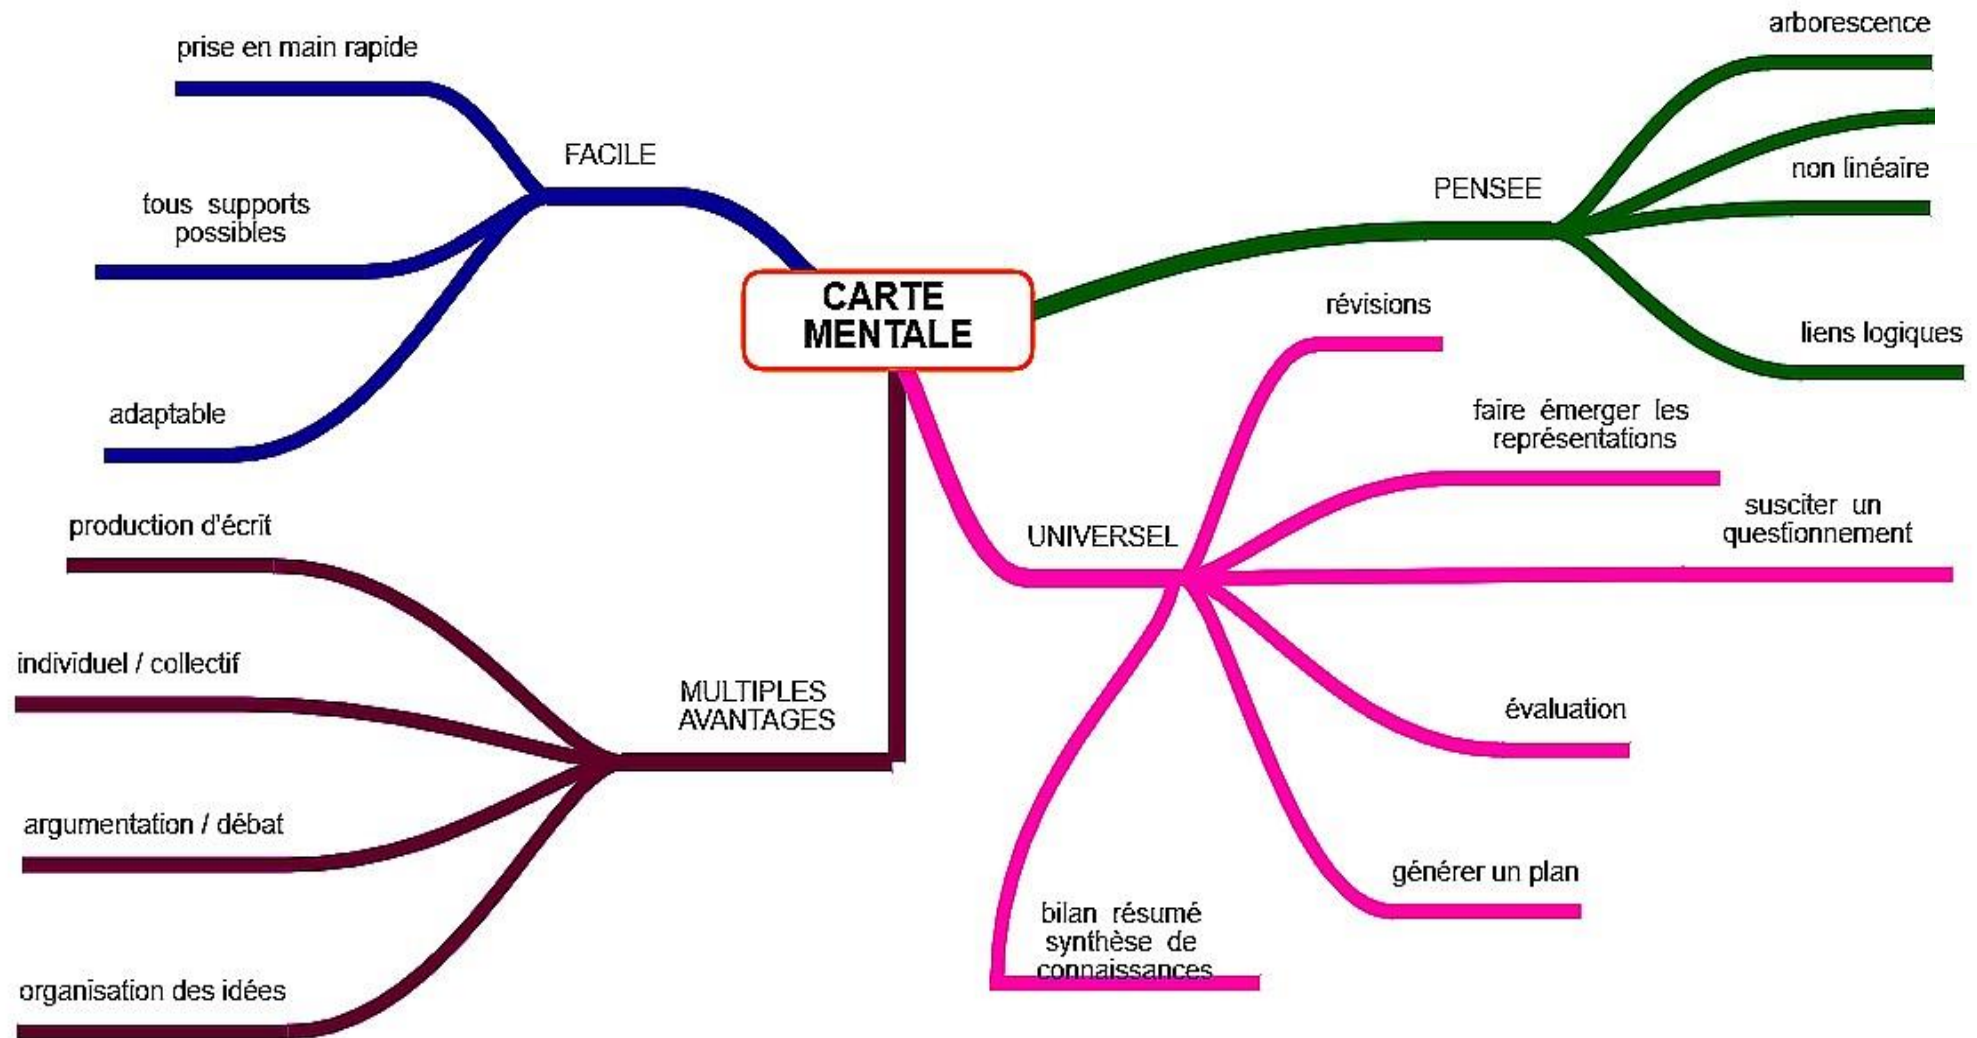 CARTE
MENTALE
FACILE
prise en main rapide
tous supports
possibles
adaptable
PENSEE
arborescence
non linéaire
liens logiques
UNIVERSEL
révisions
faire émerger les
représentations
susciter un
questionnement
évaluation
générer un plan
bilan résumé
synthèse de
connaissances
MULTIPLES
AVANTAGES
production d'écrit
individuel / collectif
argumentation / débat
organisation des idées